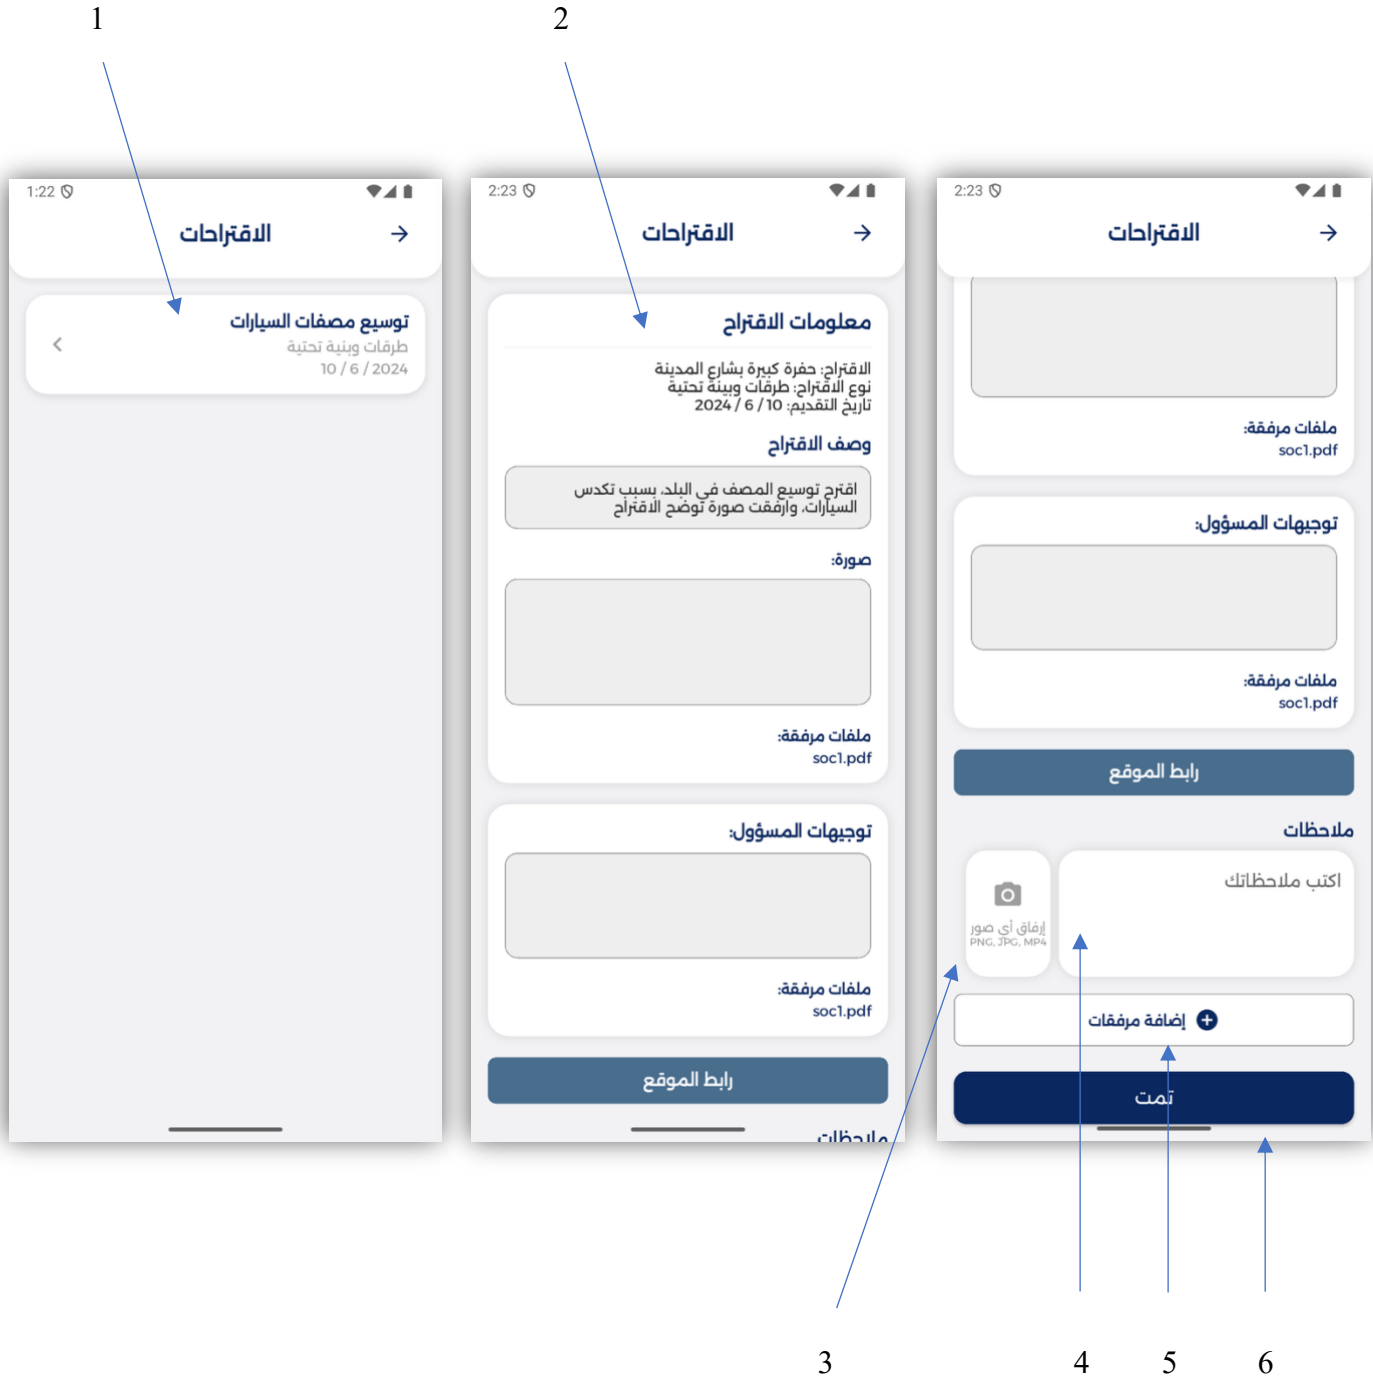 1
2
1:22
الاقتراحات
توسيع مصفات السيارات
طرقات وبنية تحتية
10 / 6 / 2024
2:23
الاقتراحات
معلومات الاقتراح
الاقتراح: حفرة كبيرة بشارع المدينة
نوع الاقتراح: طرقات وبينة تحتية
تاريخ التقديم: 10 / 6 / 2024
وصف الاقتراح
اقترح توسيع المصف في البلد، بسبب تكدس
السيارات، وارفقت صورة توضح الاقتراح
صورة:
ملفات مرفقة:
soc1.pdf
توجيهات المسؤول:
ملفات مرفقة:
soc1.pdf
رابط الموقع
ملاحظات
2:23
الاقتراحات
ملفات مرفقة:
soc1.pdf
توجيهات المسؤول:
ملفات مرفقة:
soc1.pdf
رابط الموقع
ملاحظات
اكتب ملاحظاتك
إرفاق أي صور
PNG, JPG, MP4
إضافة مرفقات
تمت
3
4
5
6